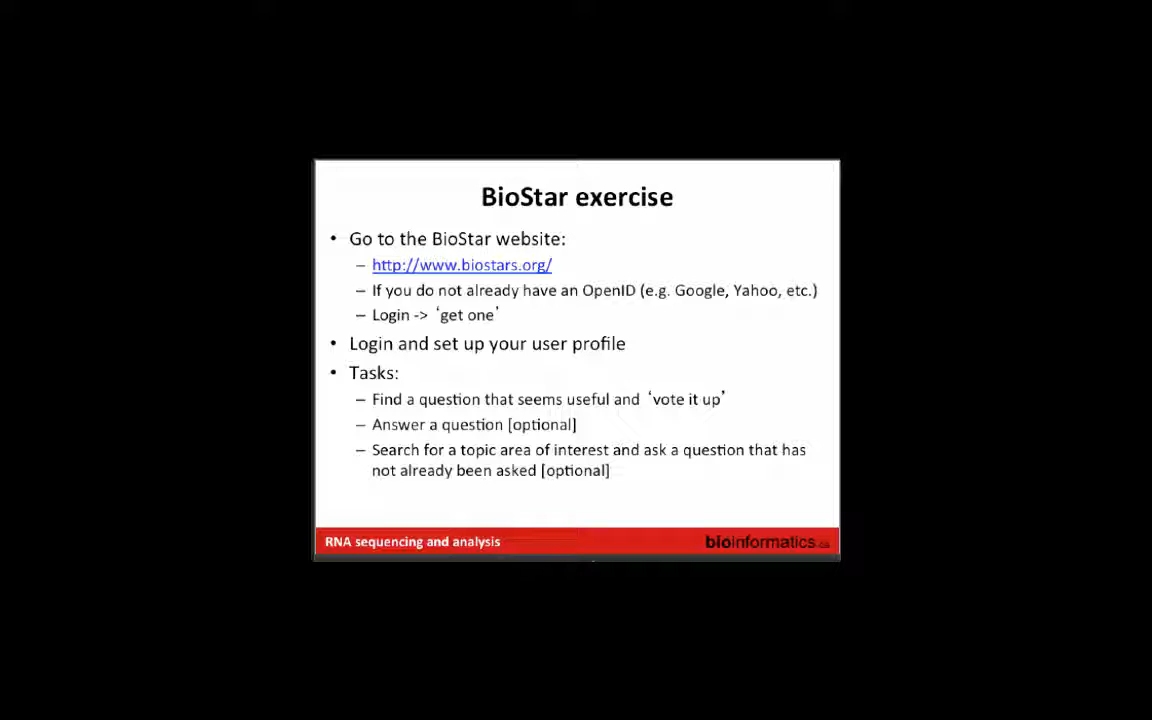 BioStar exercise
• Go to the BioStar website:
– http://www.biostars.org/
– If you do not already have an OpenID (e.g. Google, Yahoo, etc.)
– Login -> ‘get one’
• Login and set up your user profile
• Tasks:
– Find a question that seems useful and ‘vote it up’
– Answer a question [optional]
– Search for a topic area of interest and ask a question that has
not already been asked [optional]
RNA sequencing and analysis
bioinformatics.ca